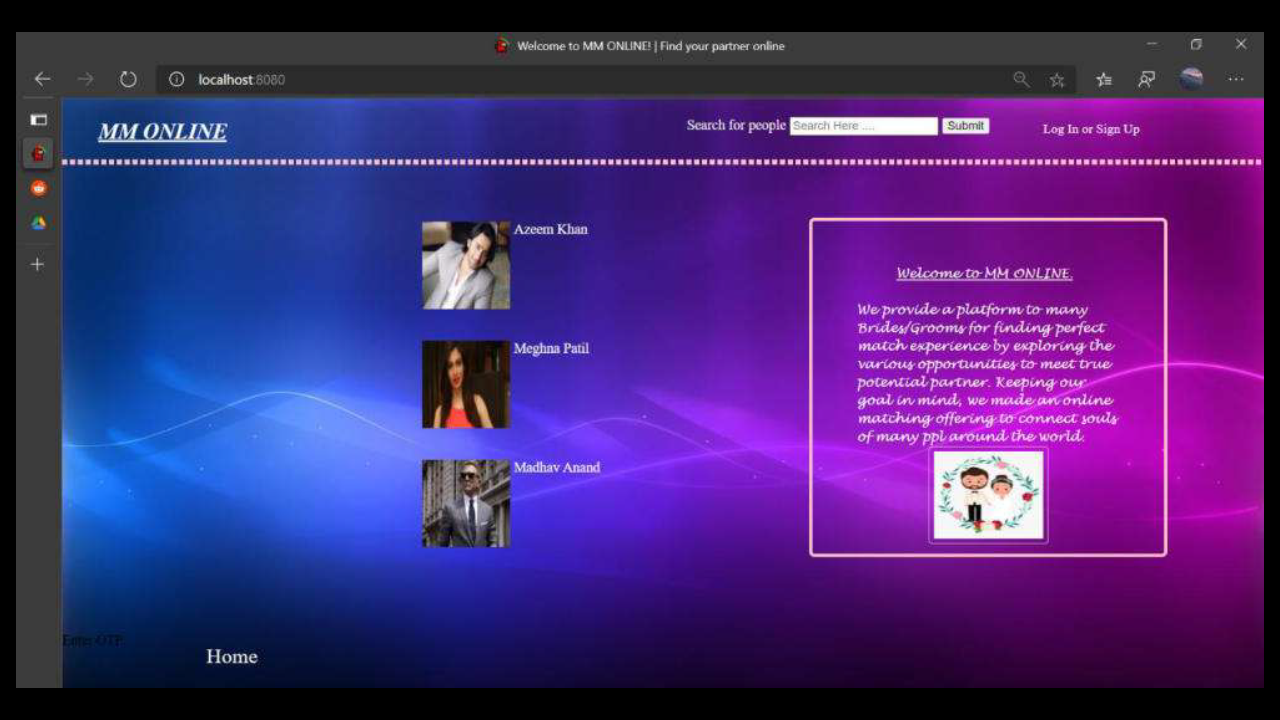 Welcome to MM ONLINE! | Find your partner online
localhost:8080
MM ONLINE
Search for people Search Here .... Submit
Log In or Sign Up
Azeem Khan
Meghna Patil
Madhav Anand
Welcome to MM ONLINE.
We provide a platform to many
Brides/Grooms for finding perfect
match experience by exploring the
various opportunities to meet true
potential partner. Keeping our
goal in mind, we made an online
matching offering to connect souls
of many ppl around the world.
Enter OTP
Home